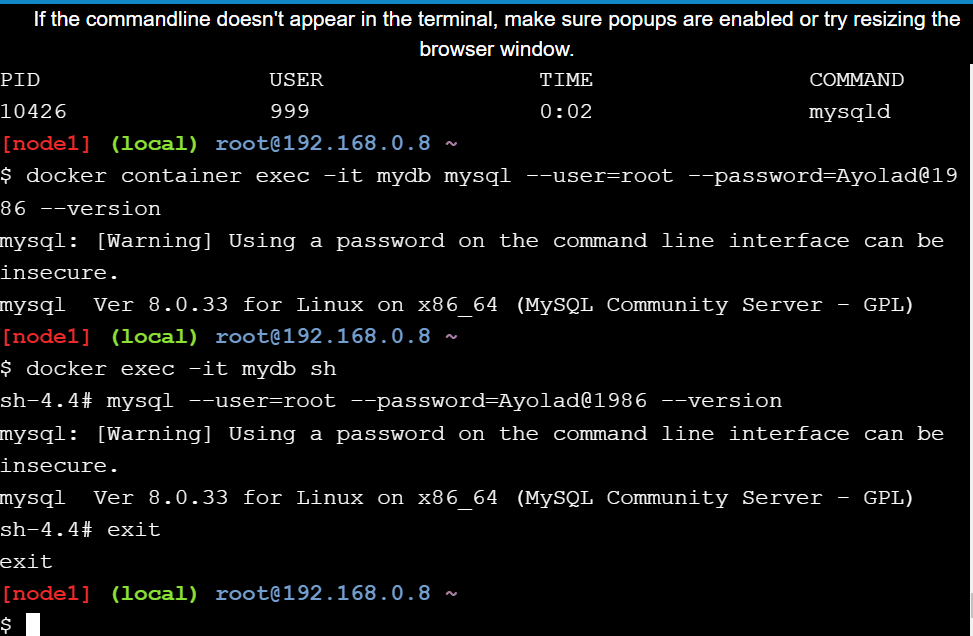 If the commandline doesn't appear in the terminal, make sure popups are enabled or try resizing the
browser window.
PID USER TIME COMMAND
10426 999 0:02 mysqld
[node1] (local) root@192.168.0.8 ~
$ docker container exec -it mydb mysql --user=root --password=Ayolad@19
86 --version
mysql: [Warning] Using a password on the command line interface can be
insecure.
mysql  Ver 8.0.33 for Linux on x86_64 (MySQL Community Server - GPL)
[node1] (local) root@192.168.0.8 ~
$ docker exec -it mydb sh
sh-4.4# mysql --user=root --password=Ayolad@1986 --version
mysql: [Warning] Using a password on the command line interface can be
insecure.
mysql  Ver 8.0.33 for Linux on x86_64 (MySQL Community Server - GPL)
sh-4.4# exit
exit
[node1] (local) root@192.168.0.8 ~
$